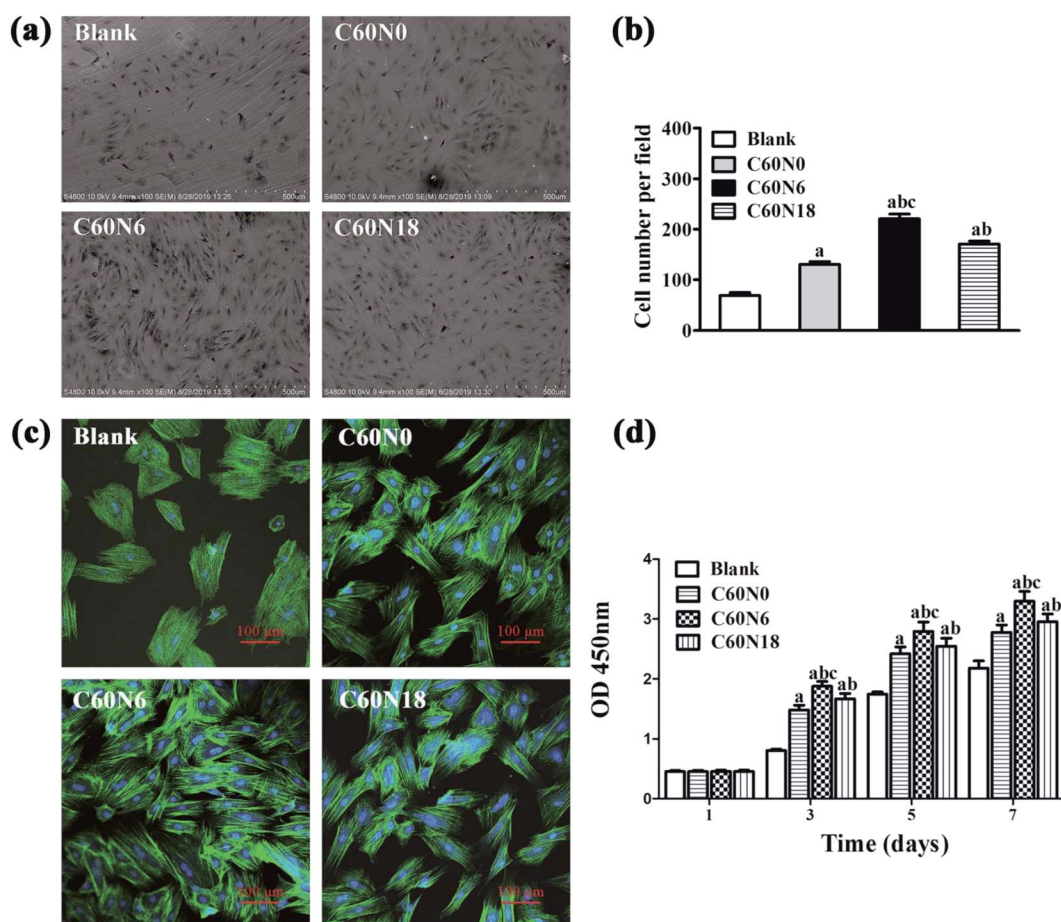 (a)
Blank
S4800 10.0kV 9.4mm x100 SE(M) 8/28/2019 13:26
500um
C60N0
S4800 10.0kV 9.4mm x100 SE(M) 8/28/2019 13:09
500um
C60N6
S4800 10.0kV 9.4mm x100 SE(M) 8/28/2019 13:35
500um
C60N18
S4800 10.0kV 9.4mm x100 SE(M) 8/28/2019 13:30
500um
(b)
Cell number per field
400
300
200
100
0
Blank
C60N0
C60N6
C60N18
a
abc
ab
(c)
Blank
100 μm
C60N0
100 μm
C60N6
100 μm
C60N18
100 μm
(d)
OD 450nm
4
3
2
1
0
Blank
C60N0
C60N6
C60N18
a
abc
ab
a
abc
ab
a
abc
ab
1
3
5
7
Time (days)